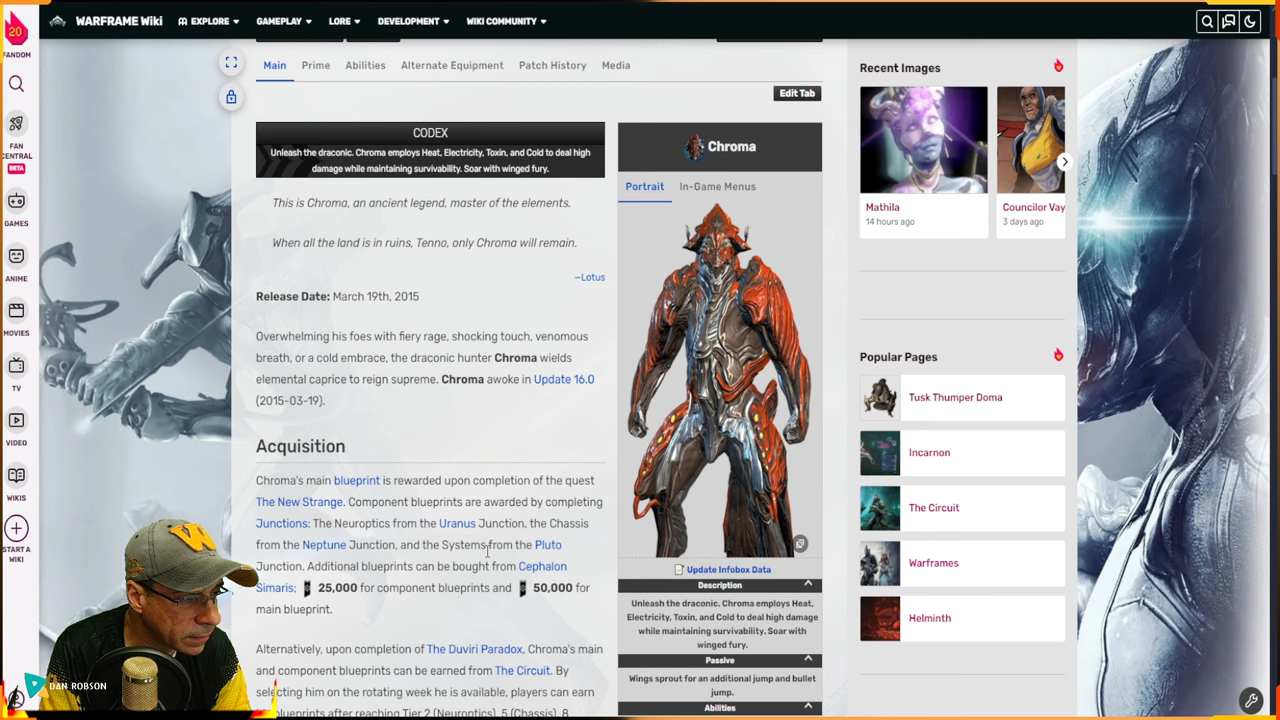 WARFRAME WIKI
EXPLORE
GAMEPLAY
LORE
DEVELOPMENT
WIKI COMMUNITY
20
FANDOM
FAN
CENTRAL
BETA
GAMES
ANIME
MOVIES
TV
VIDEO
WIKIS
START A
WIKI
Main
Prime
Abilities
Alternate Equipment
Patch History
Media
Edit Tab
CODEX
Unleash the draconic. Chroma employs Heat, Electricity, Toxin, and Cold to deal high
damage while maintaining survivability. Soar with winged fury.
This is Chroma, an ancient legend, master of the elements.
When all the land is in ruins, Tenno, only Chroma will remain.
—Lotus
Release Date: March 19th, 2015
Overwhelming his foes with fiery rage, shocking touch, venomous
breath, or a cold embrace, the draconic hunter Chroma wields
elemental caprice to reign supreme. Chroma awoke in Update 16.0
(2015-03-19).
Acquisition
Chroma's main blueprint is rewarded upon completion of the quest
The New Strange. Component blueprints are awarded by completing
Junctions: The Neuroptics from the Uranus Junction, the Chassis
from the Neptune Junction, and the Systems from the Pluto
Junction. Additional blueprints can be bought from Cephalon
Simaris; 25,000 for component blueprints and 50,000 for
main blueprint.
Alternatively, upon completion of The Duviri Paradox, Chroma's main
and component blueprints can be earned from The Circuit. By
selecting him on the rotating week he is available, players can earn
blueprints after reaching Tier 2 (Neuroptics), 5 (Chassis), 8
Chroma
Portrait
In-Game Menus
Update Infobox Data
Description
Unleash the draconic. Chroma employs Heat,
Electricity, Toxin, and Cold to deal high damage
while maintaining survivability. Soar with
winged fury.
Passive
Wings sprout for an additional jump and bullet
jump.
Abilities
Recent Images
Mathila
14 hours ago
Councilor Vay
3 days ago
Popular Pages
Tusk Thumper Doma
Incarnon
The Circuit
Warframes
Helminth
W
DAN ROBSON